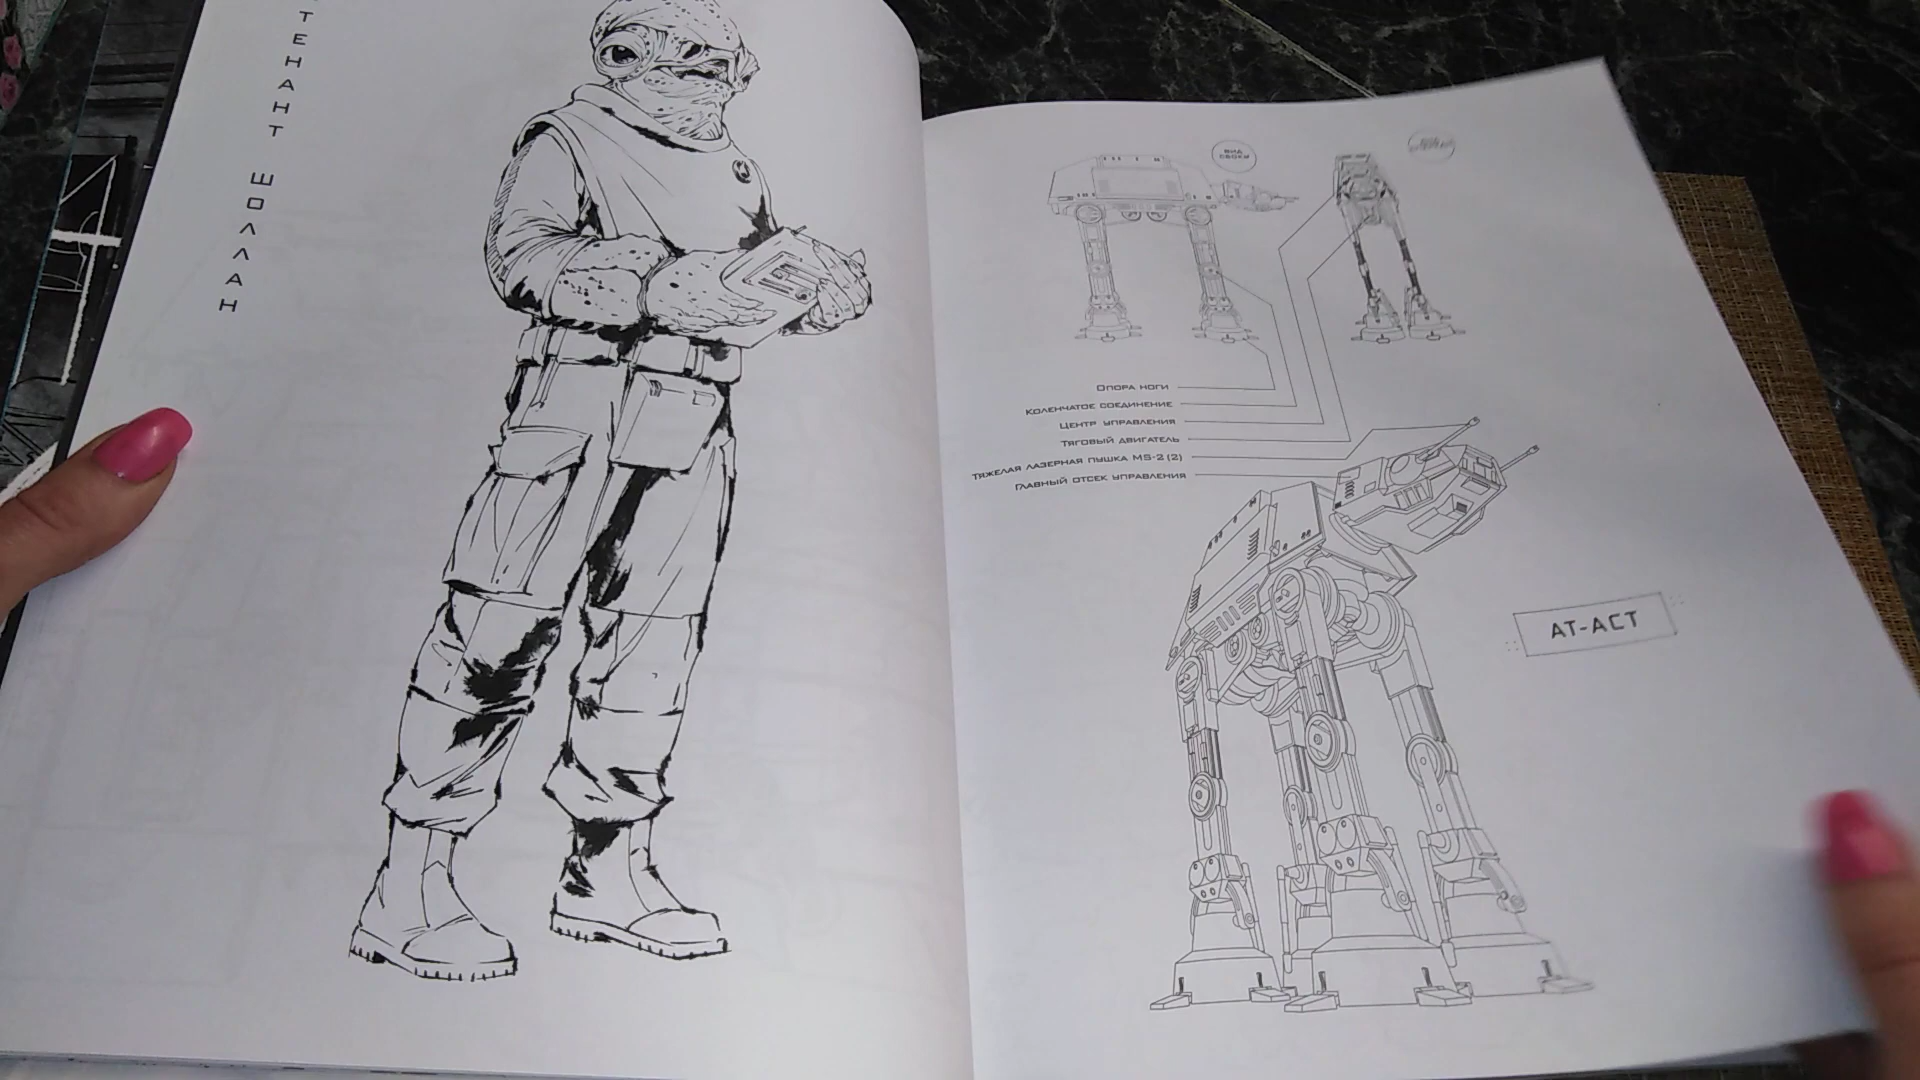 ТЕНАНТ ШОЛЛАН
ВИД
СБОКУ
ОПОРА НОГИ
КОЛЕНЧАТОЕ СОЕДИНЕНИЕ
ЦЕНТР УПРАВЛЕНИЯ
ТЯГОВЫЙ ДВИГАТЕЛЬ
ТЯЖЕЛАЯ ЛАЗЕРНАЯ ПУШКА MS-2 (2)
ГЛАВНЫЙ ОТСЕК УПРАВЛЕНИЯ
AT-ACT